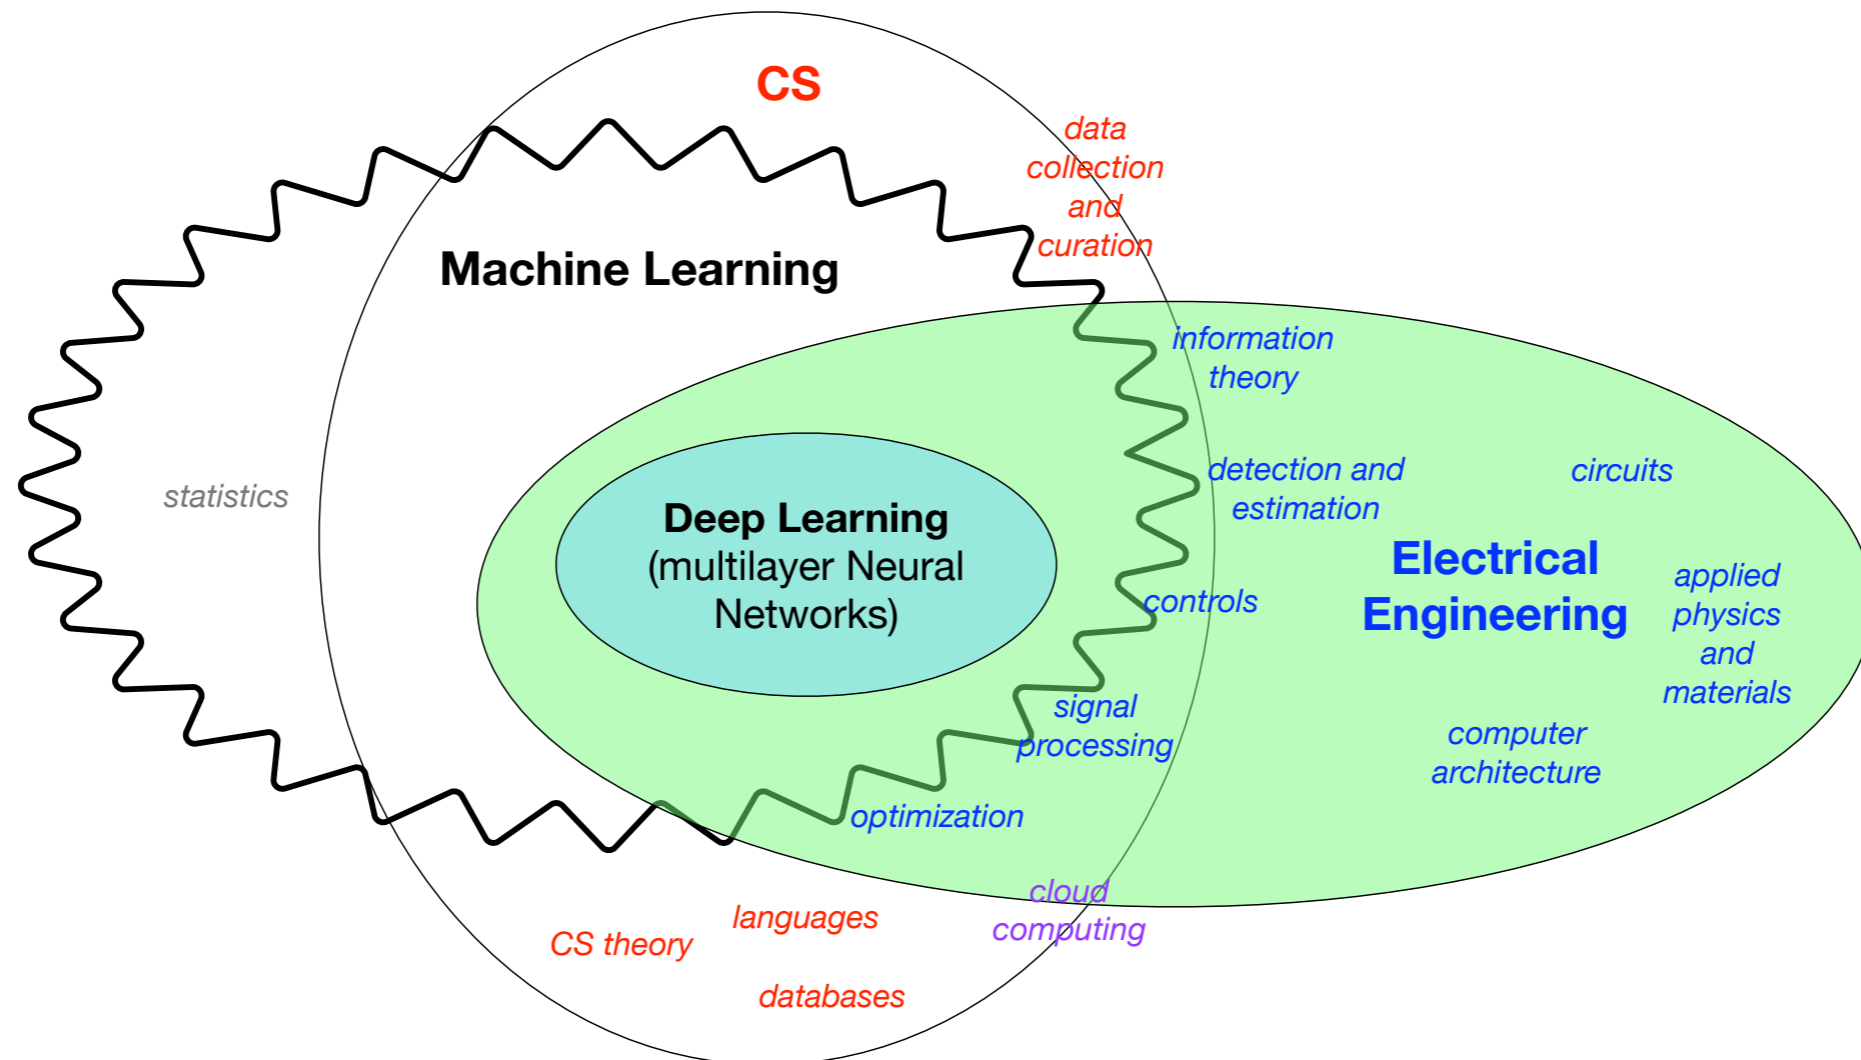 CS
data
collection
and
curation
Machine Learning
information
theory
statistics
detection and
estimation
circuits
Deep Learning
(multilayer Neural
Networks)
Electrical
Engineering
applied
physics
and
materials
controls
signal
processing
computer
architecture
optimization
cloud
computing
languages
CS theory
databases